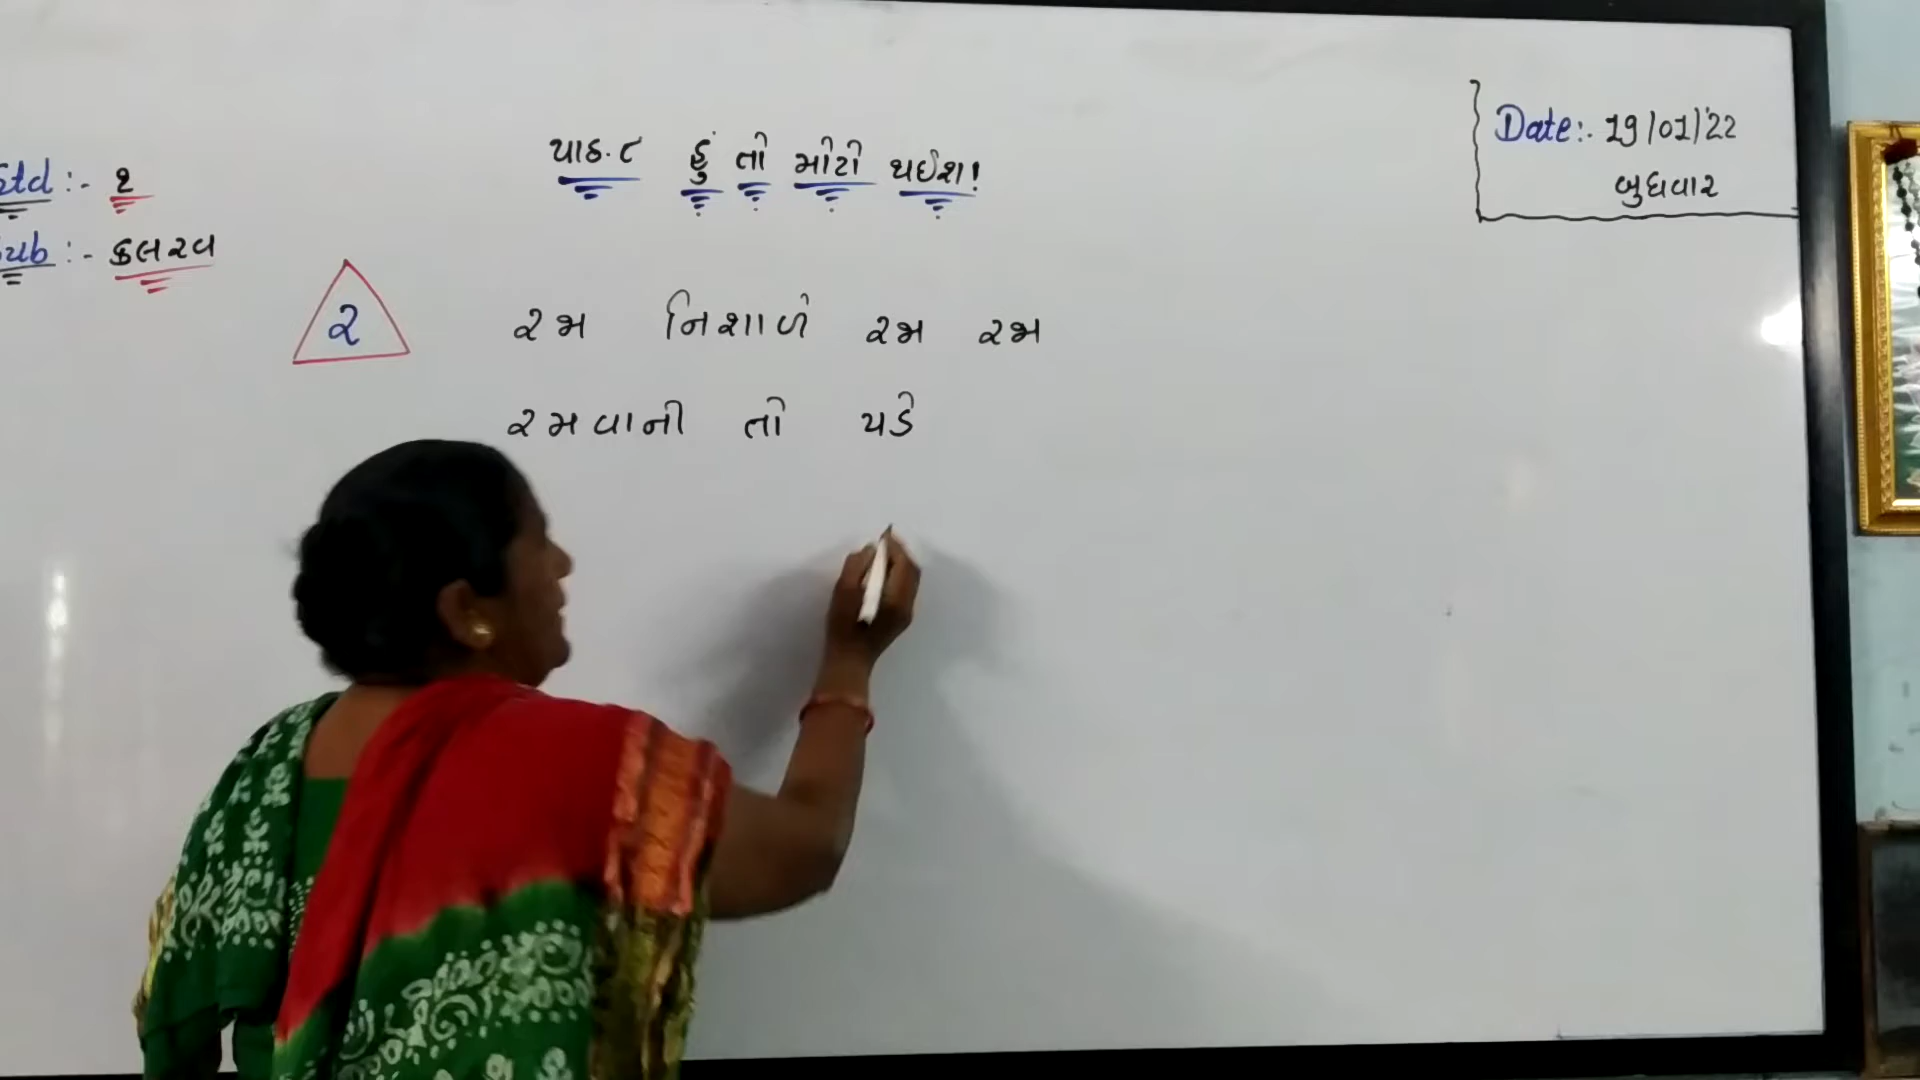 Std :- ૨
Sub :- કલરવ
પાઠ.૮ હું તો મોટો થઈશ!
Date:- 19/01/'22
બુધવાર
૨ રમ નિશાળે રમ રમ
રમવાની તો પડે